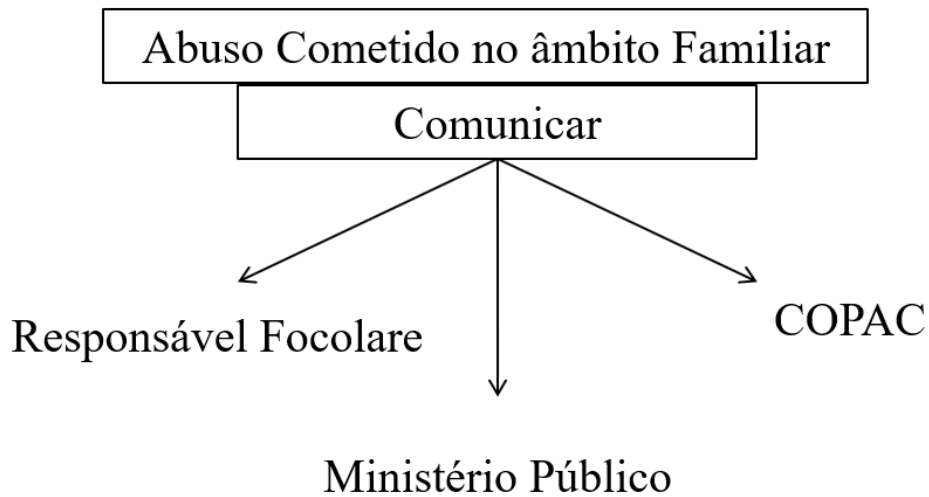 Abuso Cometido no âmbito Familiar
Comunicar
Responsável Focolare
COPAC
Ministério Público